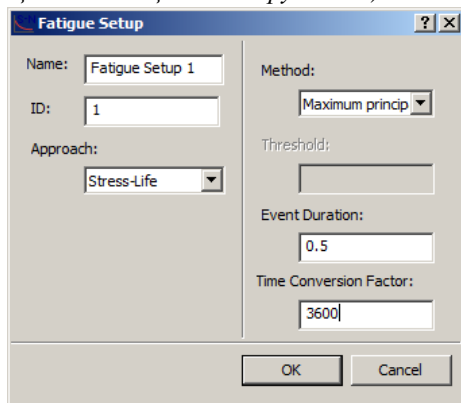 Fatigue Setup
Name: Fatigue Setup 1
ID: 1
Approach:
Stress-Life
Method:
Maximum princip
Threshold:
Event Duration:
0.5
Time Conversion Factor:
3600
OK Cancel